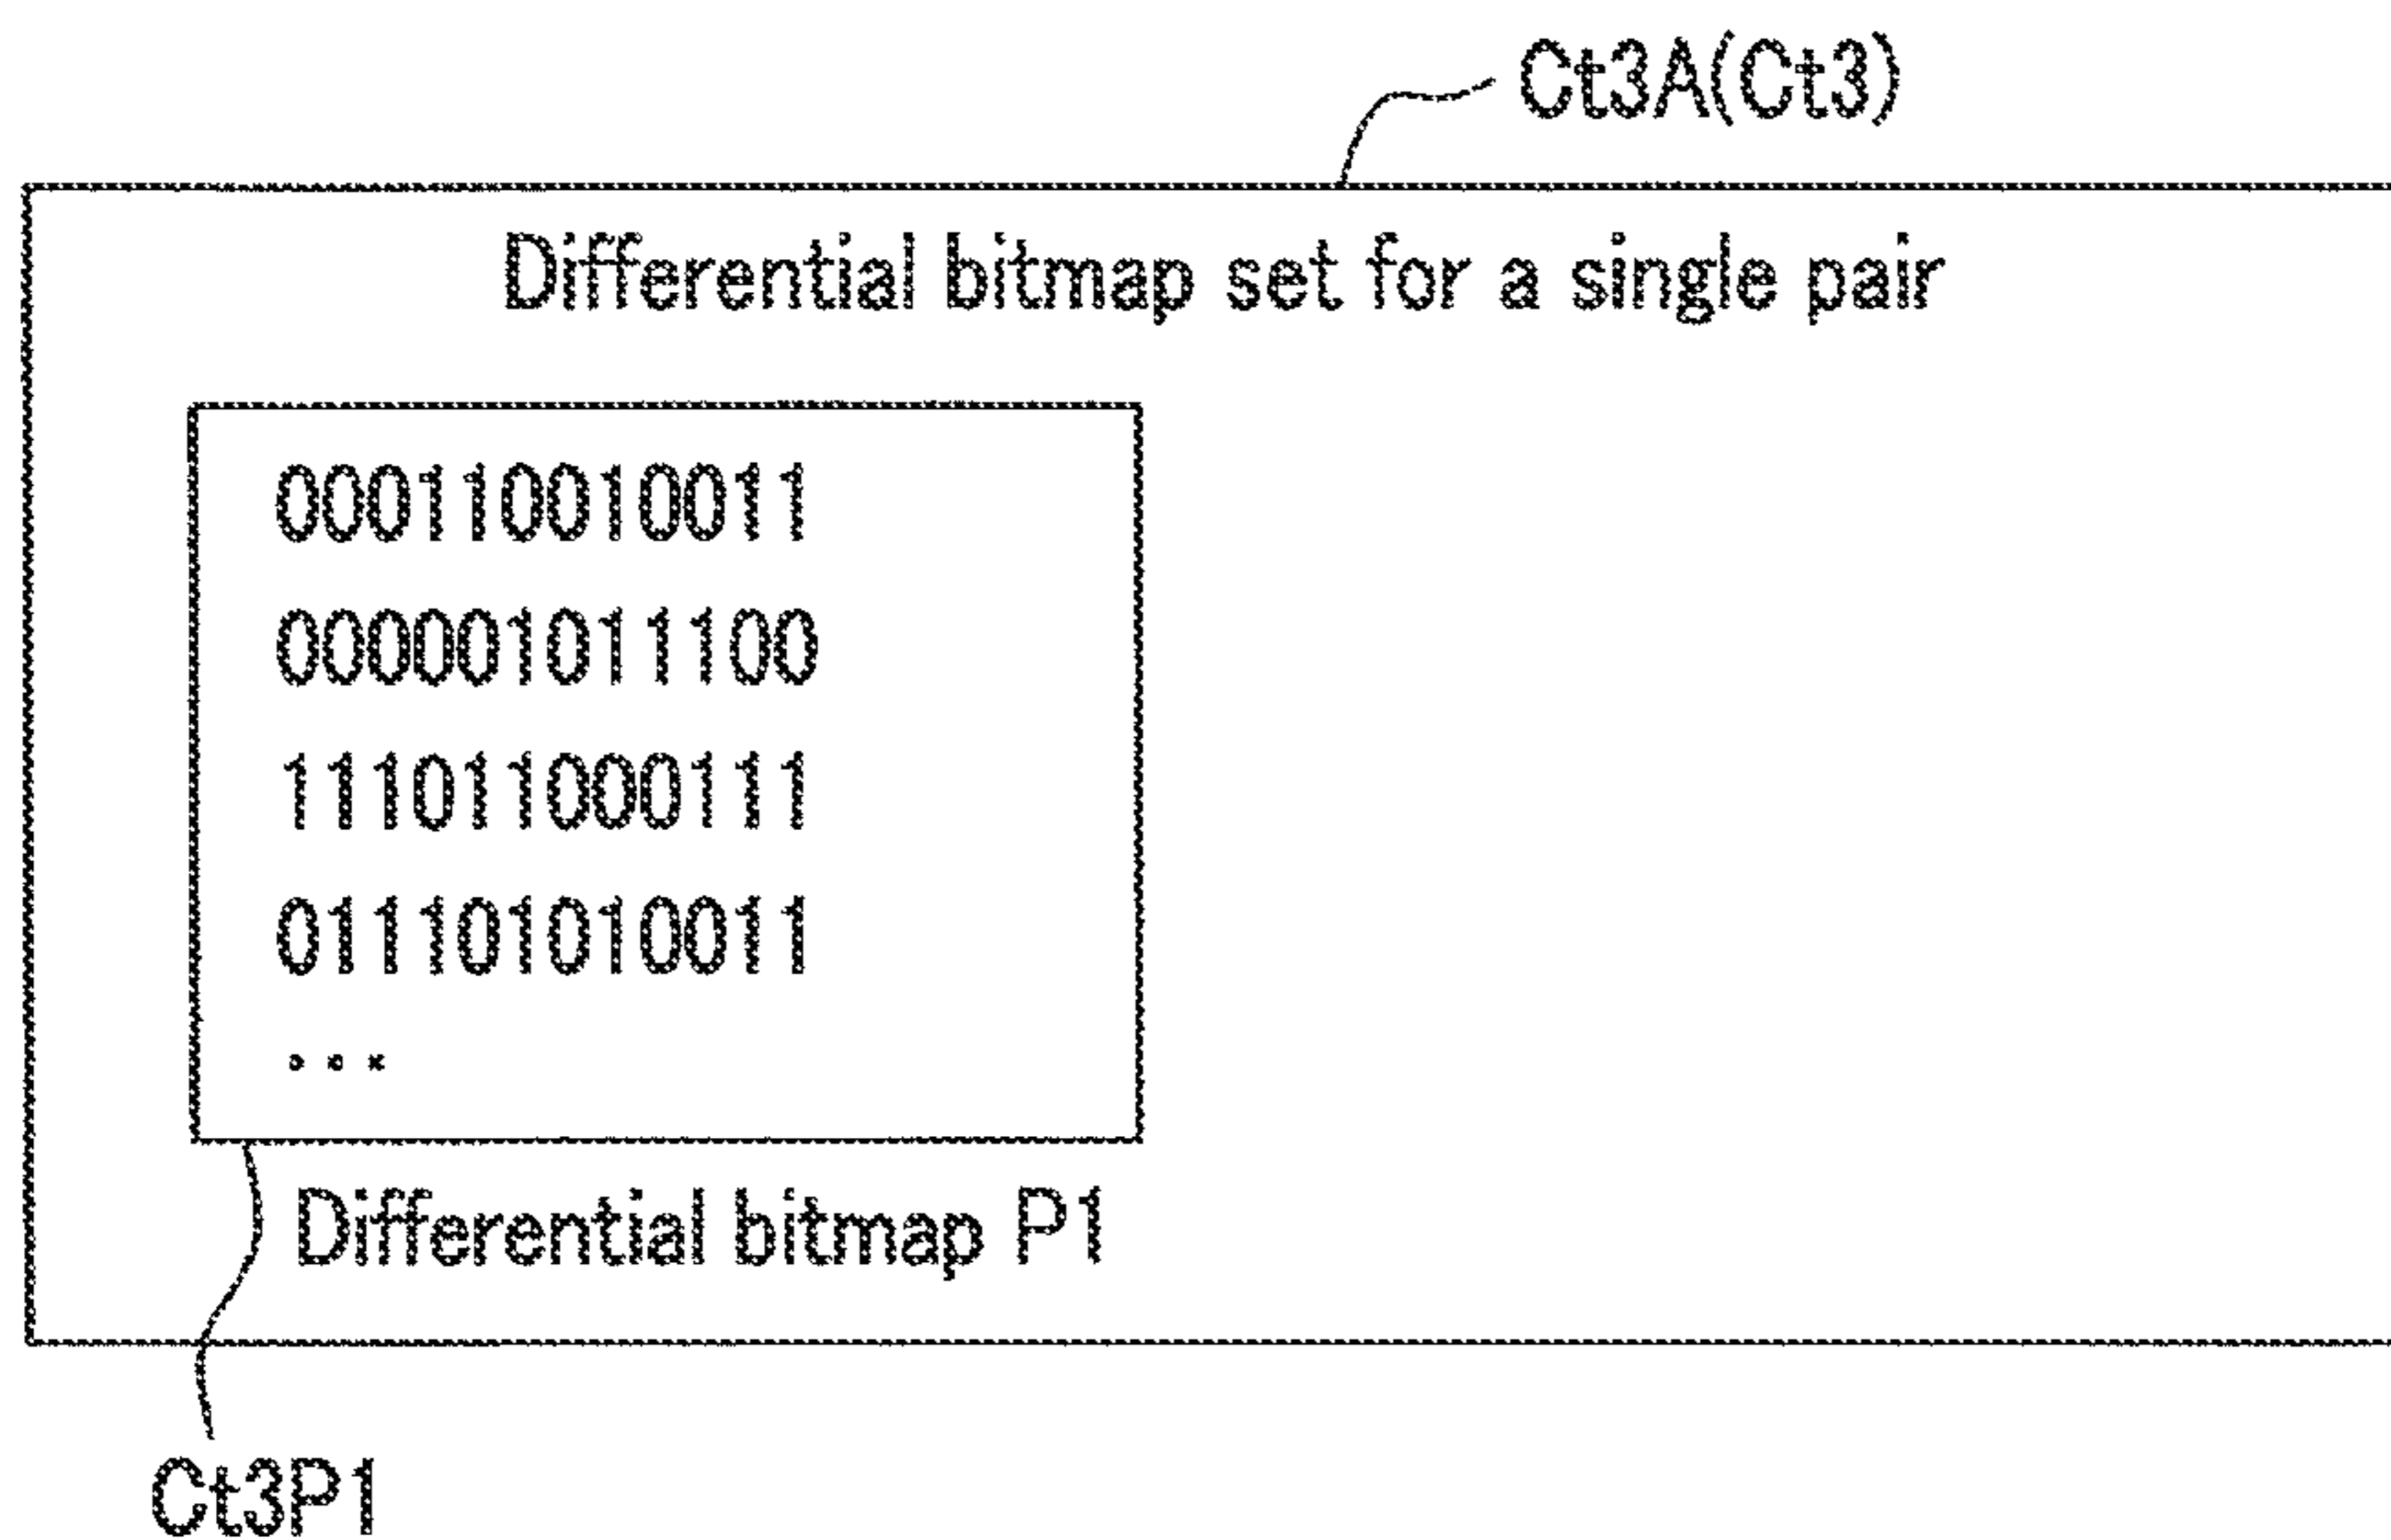 Ct3A(Ct3)
Differential bitmap set for a single pair
000110010011
000001011100
111011000111
011101010011
...
Differential bitmap P1
Ct3P1